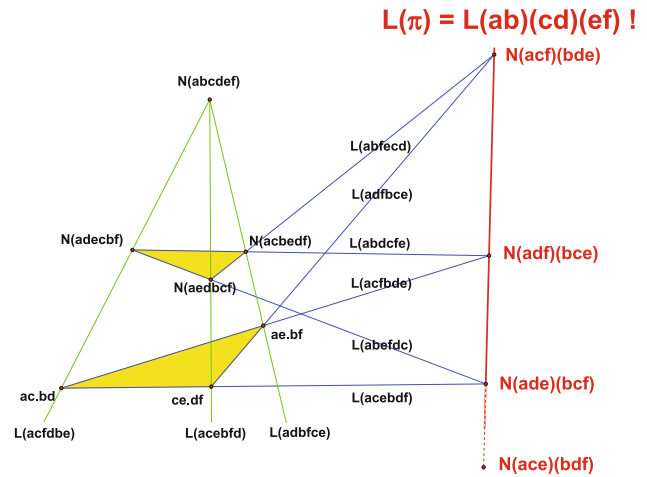 L(π) = L(ab)(cd)(ef) !
N(acf)(bde)
N(abcdef)
L(abfecd)
L(adfbce)
N(adecbf)
N(acbedf)
L(abdcfe)
N(adf)(bce)
N(aedbcf)
L(acfbde)
ae.bf
L(abefdc)
N(ade)(bcf)
ac.bd
ce.df
L(acebdf)
L(acfdbe)
L(acebfd)
L(adbfce)
N(ace)(bdf)